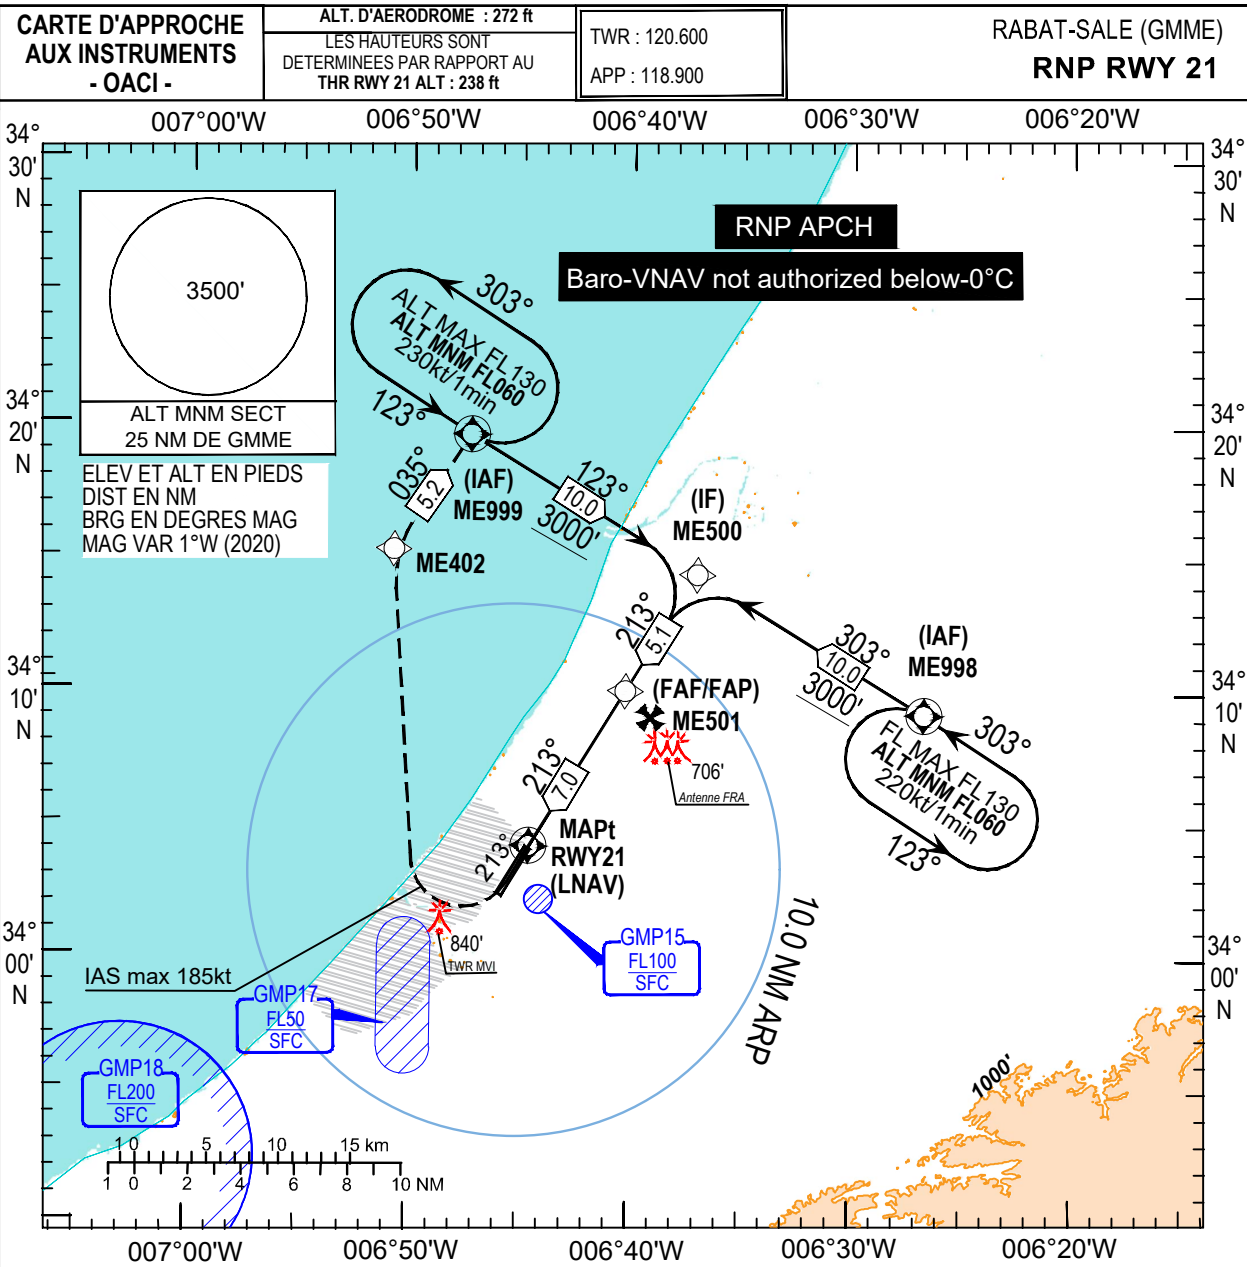 CARTE D'APPROCHE
AUX INSTRUMENTS
- OACI -
ALT. D'AERODROME : 272 ft
LES HAUTEURS SONT
DETERMINEES PAR RAPPORT AU
THR RWY 21 ALT : 238 ft
TWR : 120.600
APP : 118.900
RABAT-SALE (GMME)
RNP RWY 21
007°00'W 006°50'W 006°40'W 006°30'W 006°20'W
34°
30'
N
34°
30'
N
3500'
ALT MNM SECT
25 NM DE GMME
ELEV ET ALT EN PIEDS
DIST EN NM
BRG EN DEGRES MAG
MAG VAR 1°W (2020)
RNP APCH
Baro-VNAV not authorized below-0°C
303°
ALT MAX FL130
ALT MNM FL060
230kt/1min
123°
34°
20'
N
34°
20'
N
035°
5.2
(IAF)
ME999
ME402
123°
10.0
3000'
(IF)
ME500
213°
5.1
303°
10.0
3000'
(IAF)
ME998
34°
10'
N
34°
10'
N
(FAF/FAP)
ME501
706'
Antenne FRA
303°
FL MAX FL130
ALT MNM FL060
220kt/1min
123°
213°
7.0
213°
MAPt
RWY21
(LNAV)
10.0 NM ARP
34°
00'
N
34°
00'
N
840'
TWR MVI
IAS max 185kt
GMP15
FL100
SFC
GMP17
FL50
SFC
GMP18
FL200
SFC
1000'
1 0 5 10 15 km
1 0 2 4 6 8 10 NM
007°00'W 006°50'W 006°40'W 006°30'W 006°20'W